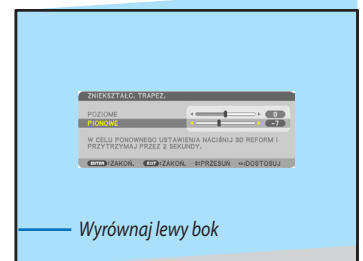 ZNIEKSZTAŁC. TRAPEZ.
POZIOME 0
PIONOWE -7
W CELU PONOWNEGO USTAWIENIA NACIŚNIJ 3D REFORM I
PRZYTRZYMAJ PRZEZ 2 SEKUNDY.
ENTER :ZAKOŃ. EXIT :ZAKOŃ. ↕:PRZESUŃ ↔:DOSTOSUJ
Wyrównaj lewy bok